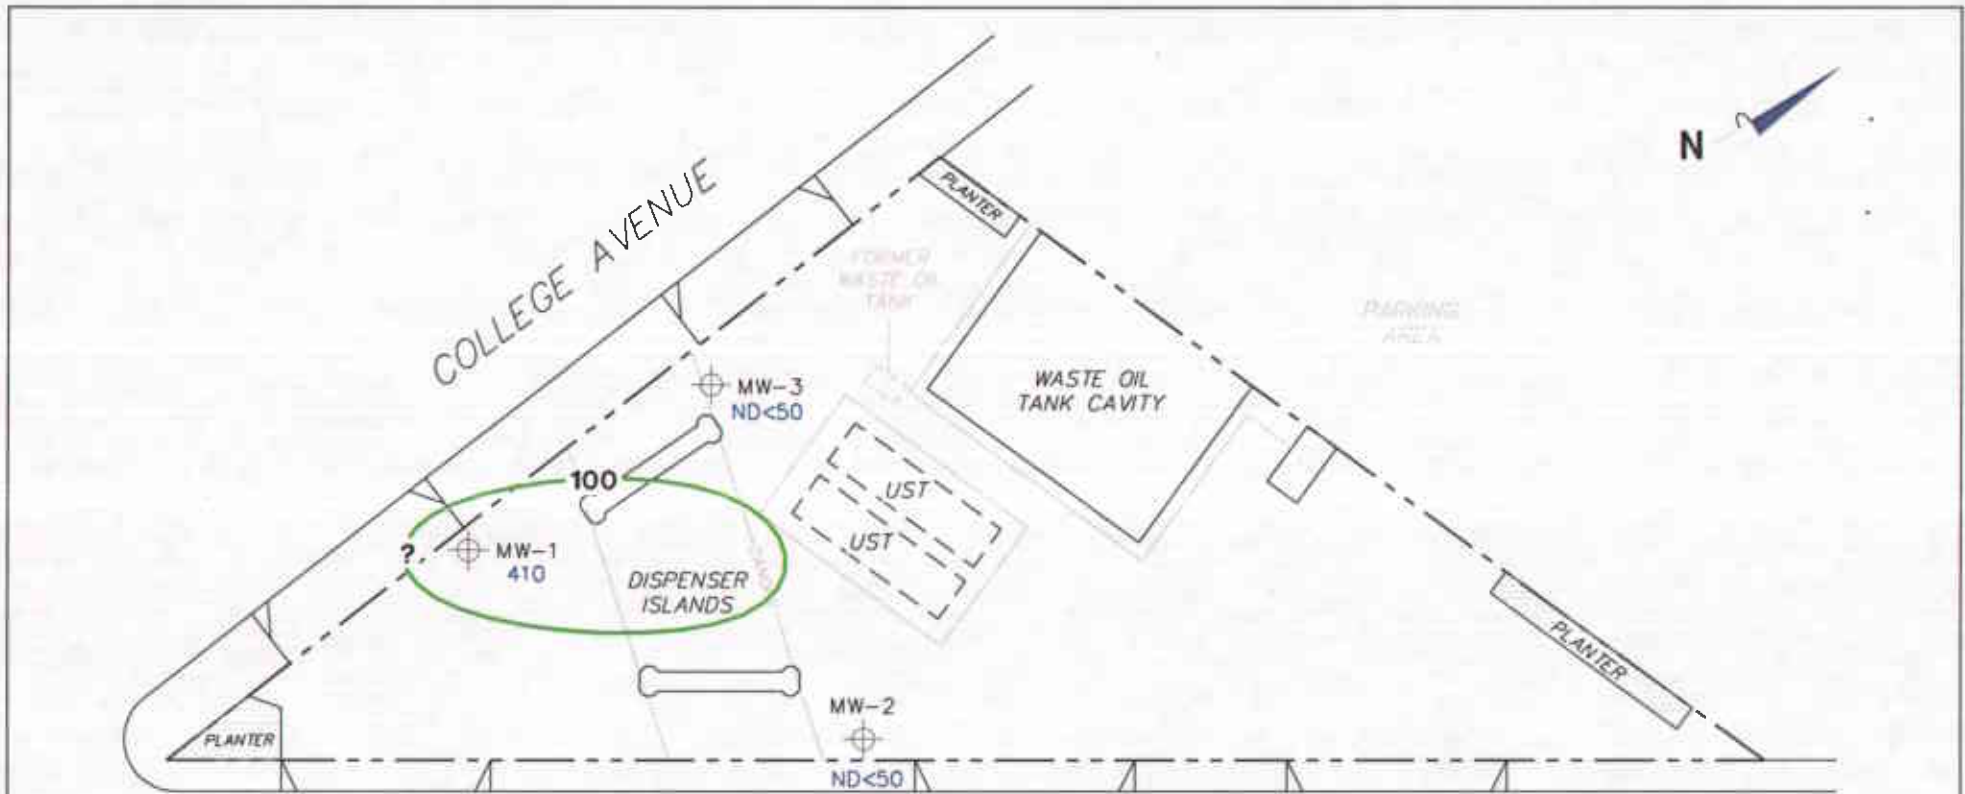 N
COLLEGE AVENUE
PLANTER
FORMER
WASTE OIL
TANK
PARKING
AREA
WASTE OIL
TANK CAVITY
MW-3
ND<50
100
UST
UST
?
MW-1
410
DISPENSER
ISLANDS
PLANTER
MW-2
PLANTER
ND<50